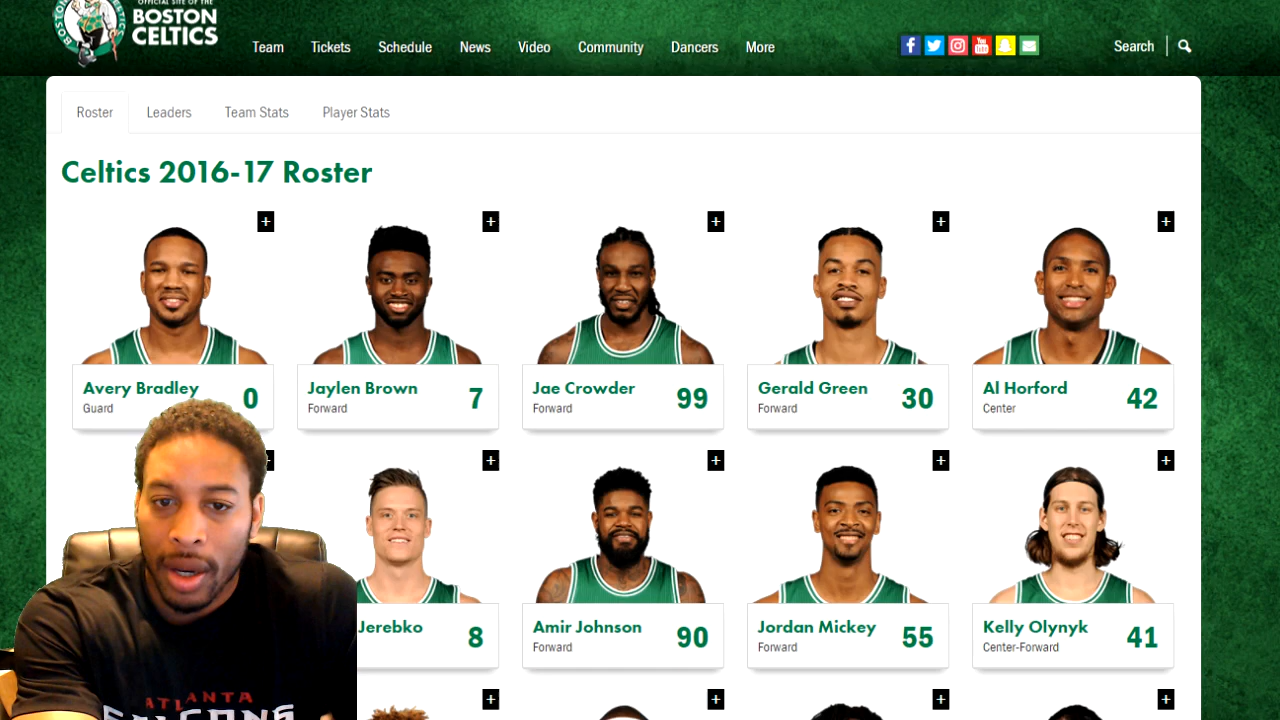 OFFICIAL SITE OF THE
BOSTON
CELTICS
Team Tickets Schedule News Video Community Dancers More
Search
Roster Leaders Team Stats Player Stats
Celtics 2016-17 Roster
+ + + + +
Avery Bradley 0 Jaylen Brown 7 Jae Crowder 99 Gerald Green 30 Al Horford 42
Guard Forward Forward Forward Center
+ + + + +
Jerebko 8 Amir Johnson 90 Jordan Mickey 55 Kelly Olynyk 41
Forward Forward Center-Forward
+ + + +
ATLANTA
FALCONS